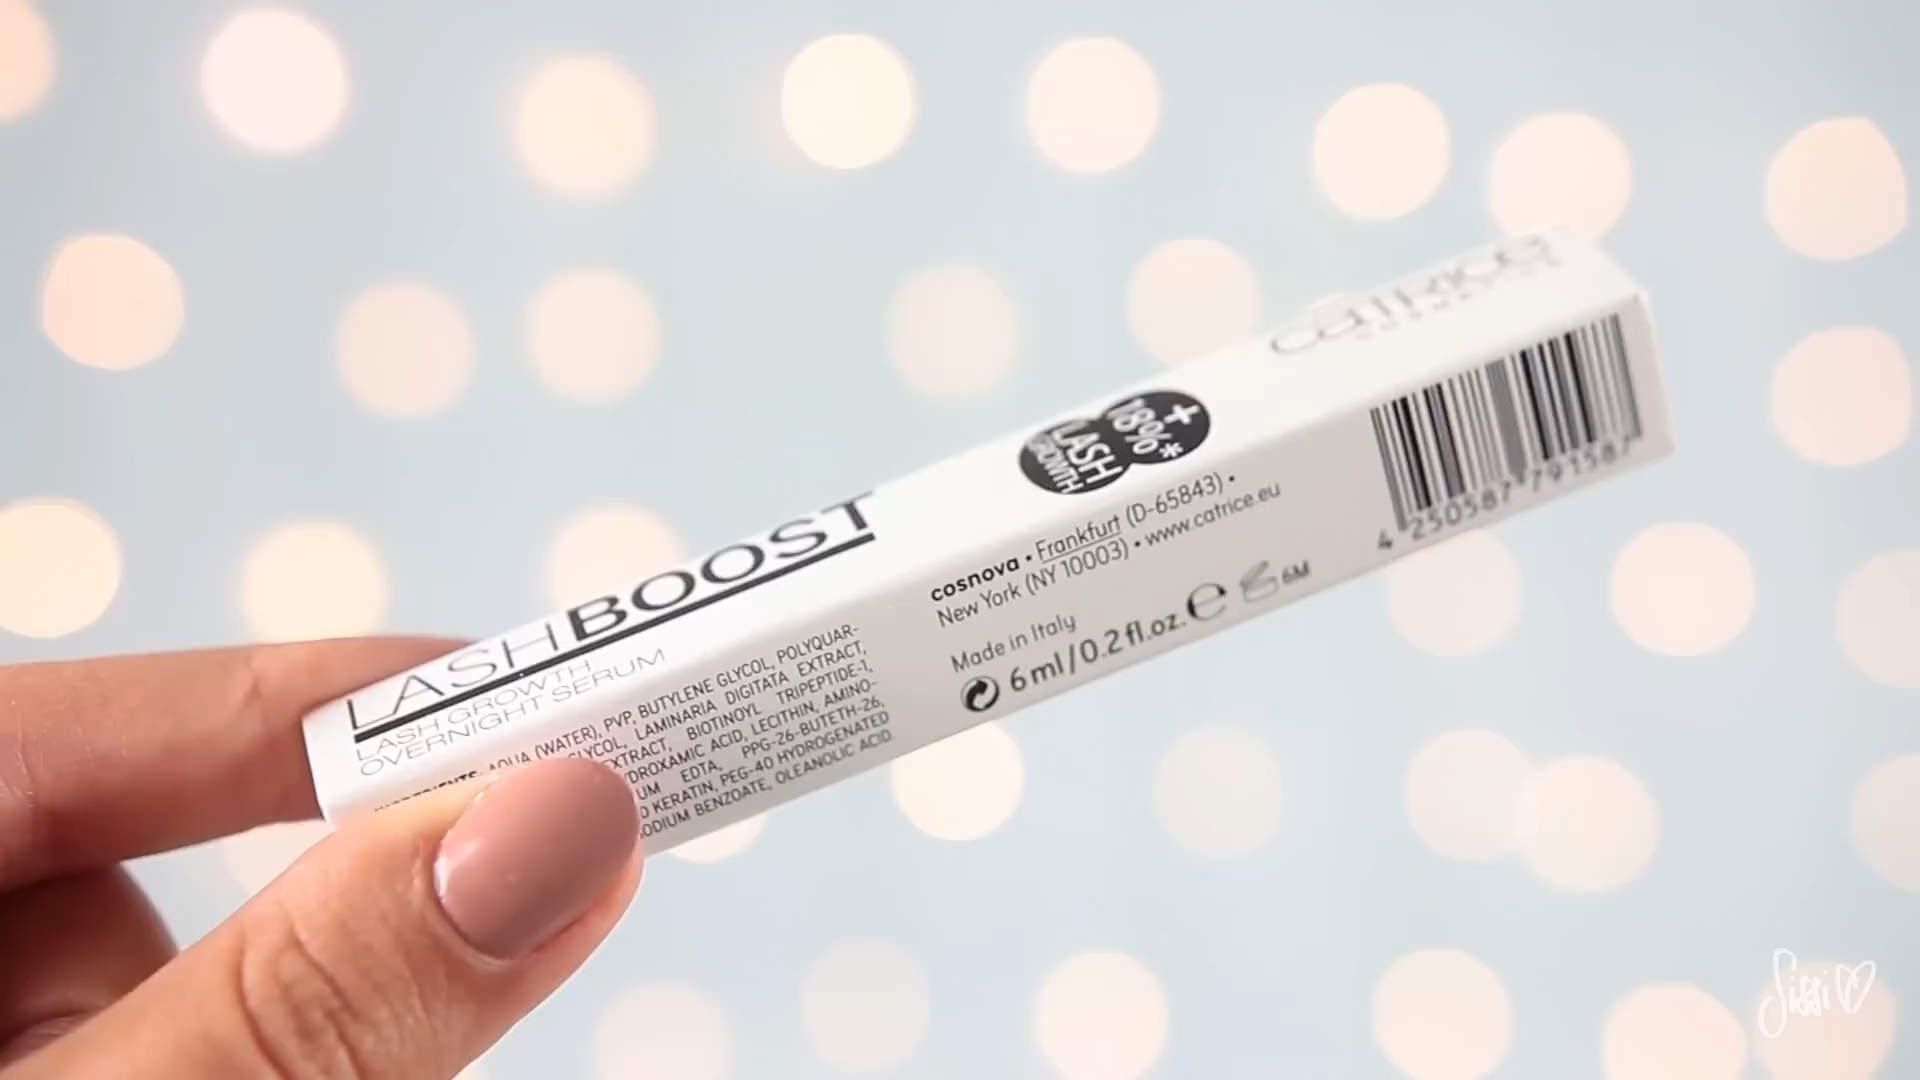 catrice
COSMETICS
+
18%*
LASH
GROWTH
LASHBOOST
LASH GROWTH
OVERNIGHT SERUM
AQUA (WATER), PVP, BUTYLENE GLYCOL, POLYQUAR-
GLYCOL, LAMINARIA DIGITATA EXTRACT,
EXTRACT, BIOTINOYL TRIPEPTIDE-1,
LECITHIN, AMINO-
EDTA, PPG-26-BUTETH-26,
KERATIN, PEG-40 HYDROGENATED
BENZOATE, OLEANOLIC ACID.
cosnova • Frankfurt (D-65843) •
New York (NY 10003) • www.catrice.eu
Made in Italy
6 ml / 0.2 fl.oz. e 6M
4 250587 791587
Sissi